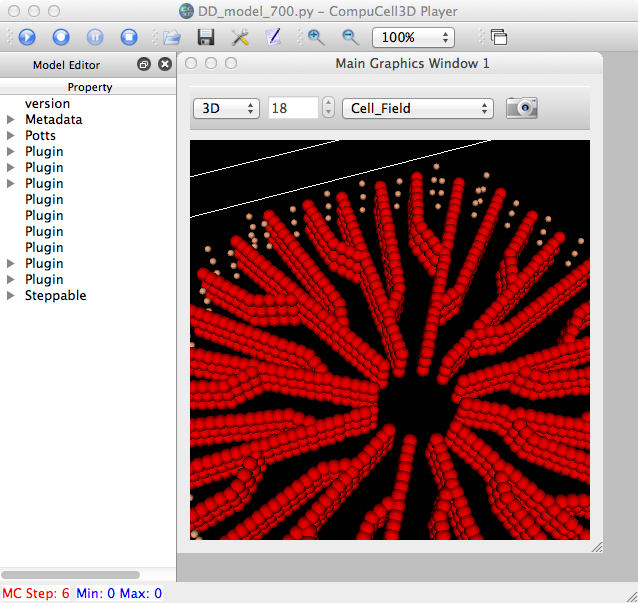 DD_model_700.py – CompuCell3D Player
100%
Model Editor
Property
version
Metadata
Potts
Plugin
Plugin
Plugin
Plugin
Plugin
Plugin
Plugin
Plugin
Plugin
Steppable
Main Graphics Window 1
3D
18
Cell_Field
MC Step: 6 Min: 0 Max: 0